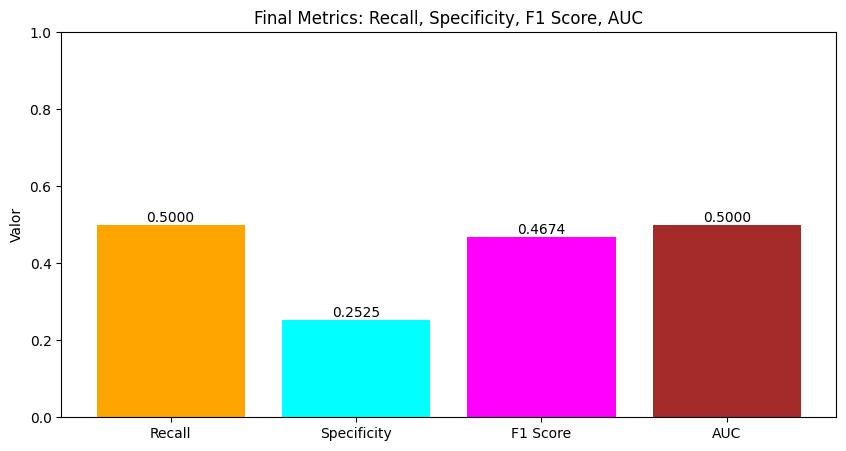 Final Metrics: Recall, Specificity, F1 Score, AUC
1.0
0.8
0.6
0.4
0.2
0.0
Valor
0.5000
0.2525
0.4674
0.5000
Recall
Specificity
F1 Score
AUC